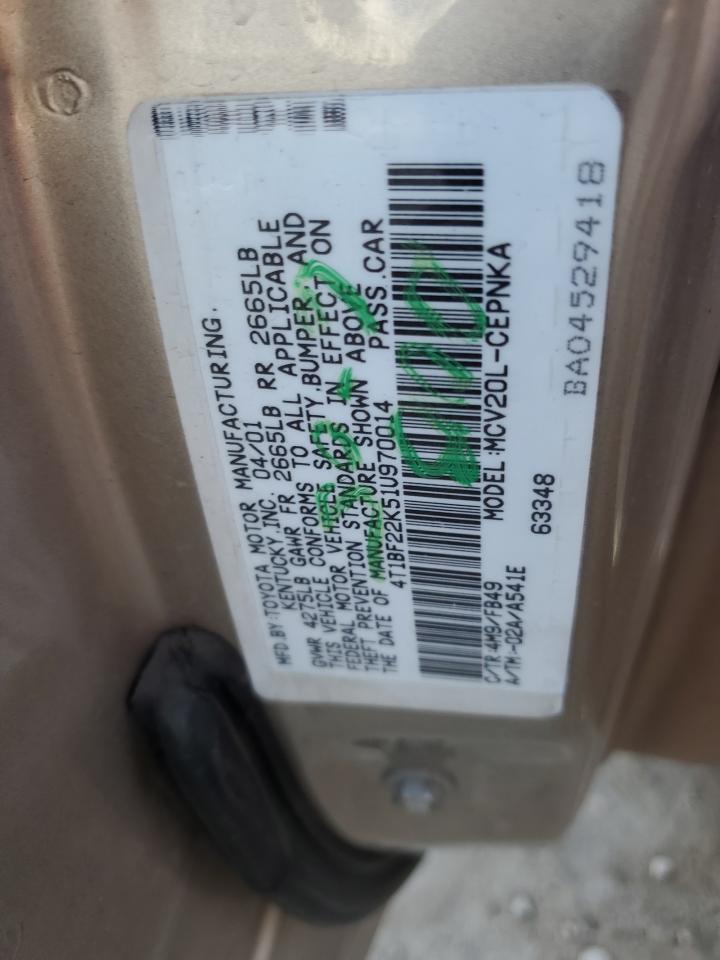 MFD.BY:TOYOTA MOTOR MANUFACTURING.
KENTUCKY,INC. 04/01
GVWR 4275LB GAWR FR 2665LB RR 2665LB
THIS VEHICLE CONFORMS TO ALL APPLICABLE
FEDERAL MOTOR VEHICLE SAFETY,BUMPER, AND
THEFT PREVENTION STANDARDS IN EFFECT ON
THE DATE OF MANUFACTURE SHOWN ABOVE
4T1BF22K51U970014 PASS.CAR
MODEL:MCV20L-CEPNKA
C/TR:4M9/FB49
A/TM:-02A/A541E 63348
BA04529418